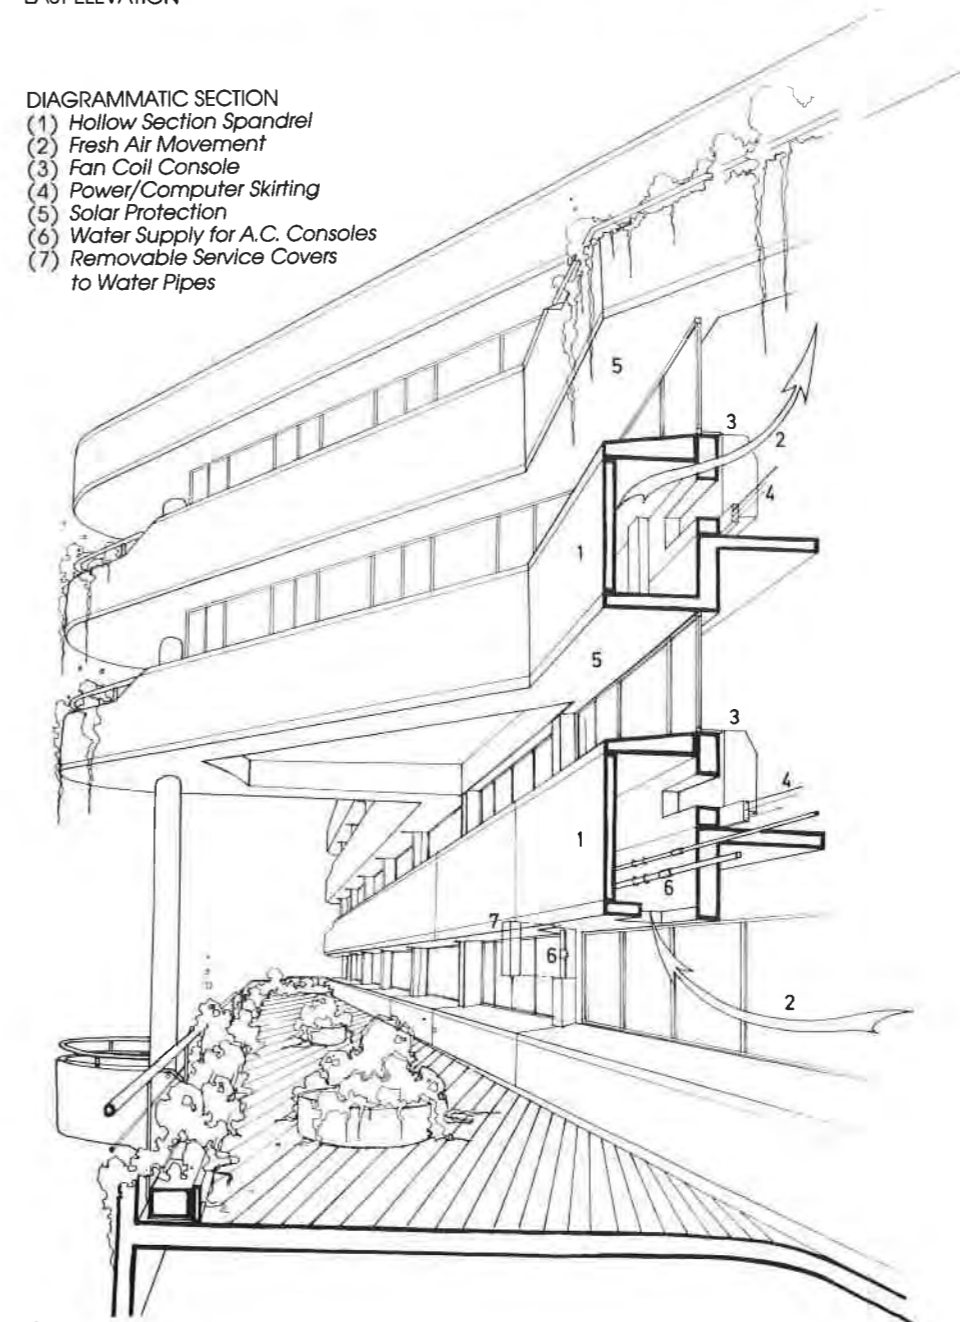 EAST ELEVATION
DIAGRAMMATIC SECTION
(1) Hollow Section Spandrel
(2) Fresh Air Movement
(3) Fan Coil Console
(4) Power/Computer Skirting
(5) Solar Protection
(6) Water Supply for A.C. Consoles
(7) Removable Service Covers
to Water Pipes
5
3
2
4
1
5
3
4
1
6
7
6
2